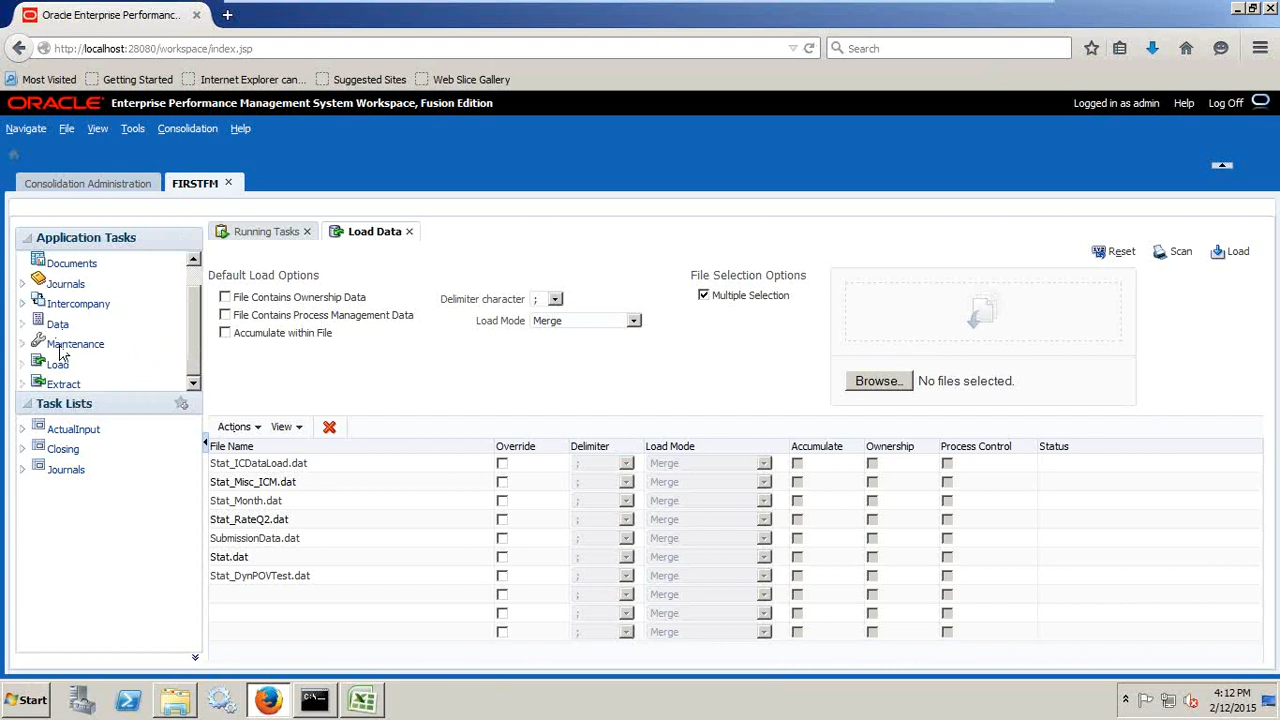 Oracle Enterprise Performanc...
http://localhost:28080/workspace/index.jsp
Search
Most Visited Getting Started Internet Explorer can... Suggested Sites Web Slice Gallery
ORACLE Enterprise Performance Management System Workspace, Fusion Edition
Logged in as admin Help Log Off
Navigate File View Tools Consolidation Help
Consolidation Administration FIRSTFM
Application Tasks
Documents
Journals
Intercompany
Data
Maintenance
Load
Extract
Task Lists
ActualInput
Closing
Journals
Running Tasks Load Data
Reset Scan Load
Default Load Options
File Contains Ownership Data
File Contains Process Management Data
Accumulate within File
Delimiter character ;
Load Mode Merge
File Selection Options
Multiple Selection
Browse... No files selected.
Actions View
File Name Override Delimiter Load Mode Accumulate Ownership Process Control Status
Stat_ICDataLoad.dat ; Merge
Stat_Misc_ICM.dat ; Merge
Stat_Month.dat ; Merge
Stat_RateQ2.dat ; Merge
SubmissionData.dat ; Merge
Stat.dat ; Merge
Stat_DynPOVTest.dat ; Merge
; Merge
; Merge
; Merge
Start
4:12 PM
2/12/2015